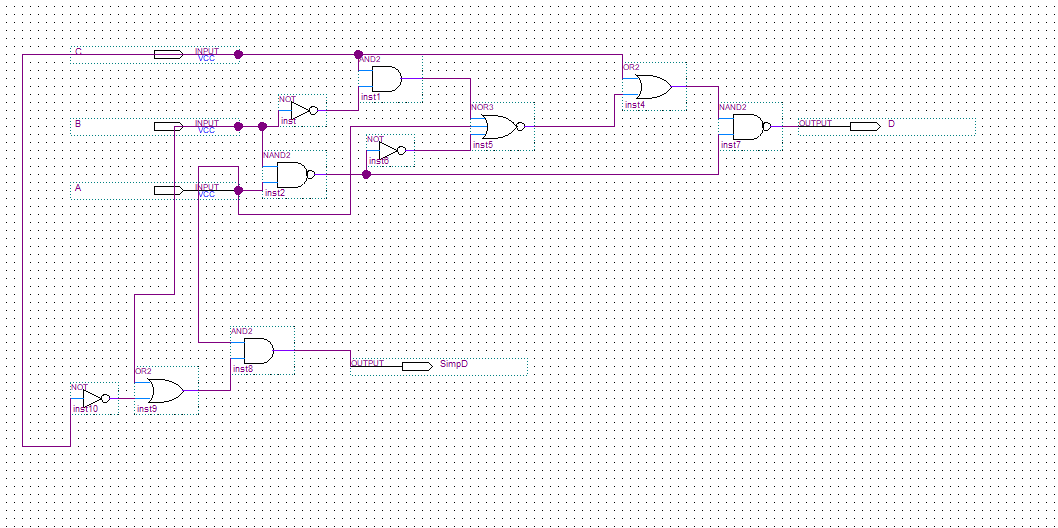 C INPUT
VCC
AND2
inst1
OR2
inst4
NOT
inst
NOR3
inst5
NAND2
inst7
OUTPUT D
B INPUT
VCC
NOT
inst6
NAND2
inst2
A INPUT
VCC
AND2
inst8
OUTPUT SimpD
OR2
inst9
NOT
inst10